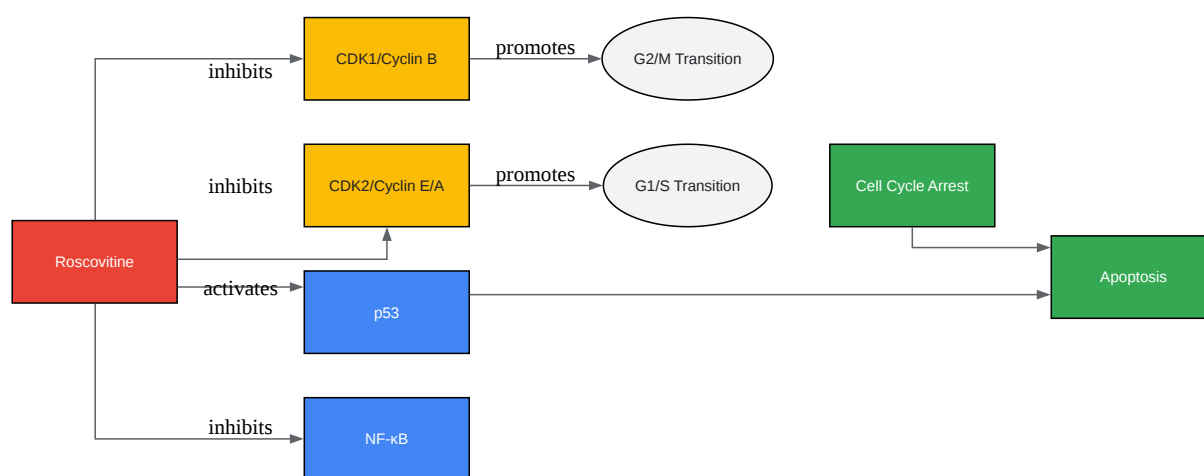 inhibits
CDK1/Cyclin B
promotes
G2/M Transition
inhibits
CDK2/Cyclin E/A
promotes
G1/S Transition
Cell Cycle Arrest
Roscovitine
activates
p53
Apoptosis
inhibits
NF-κB